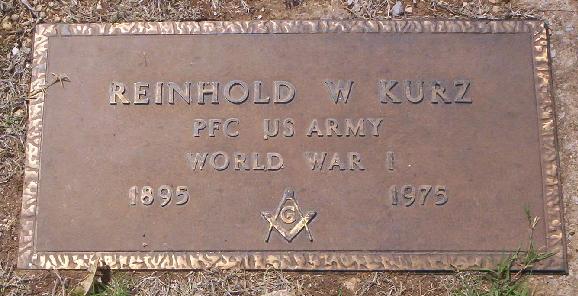 REINHOLD W KURZ
PFC US ARMY
WORLD WAR I
1895 1975
G